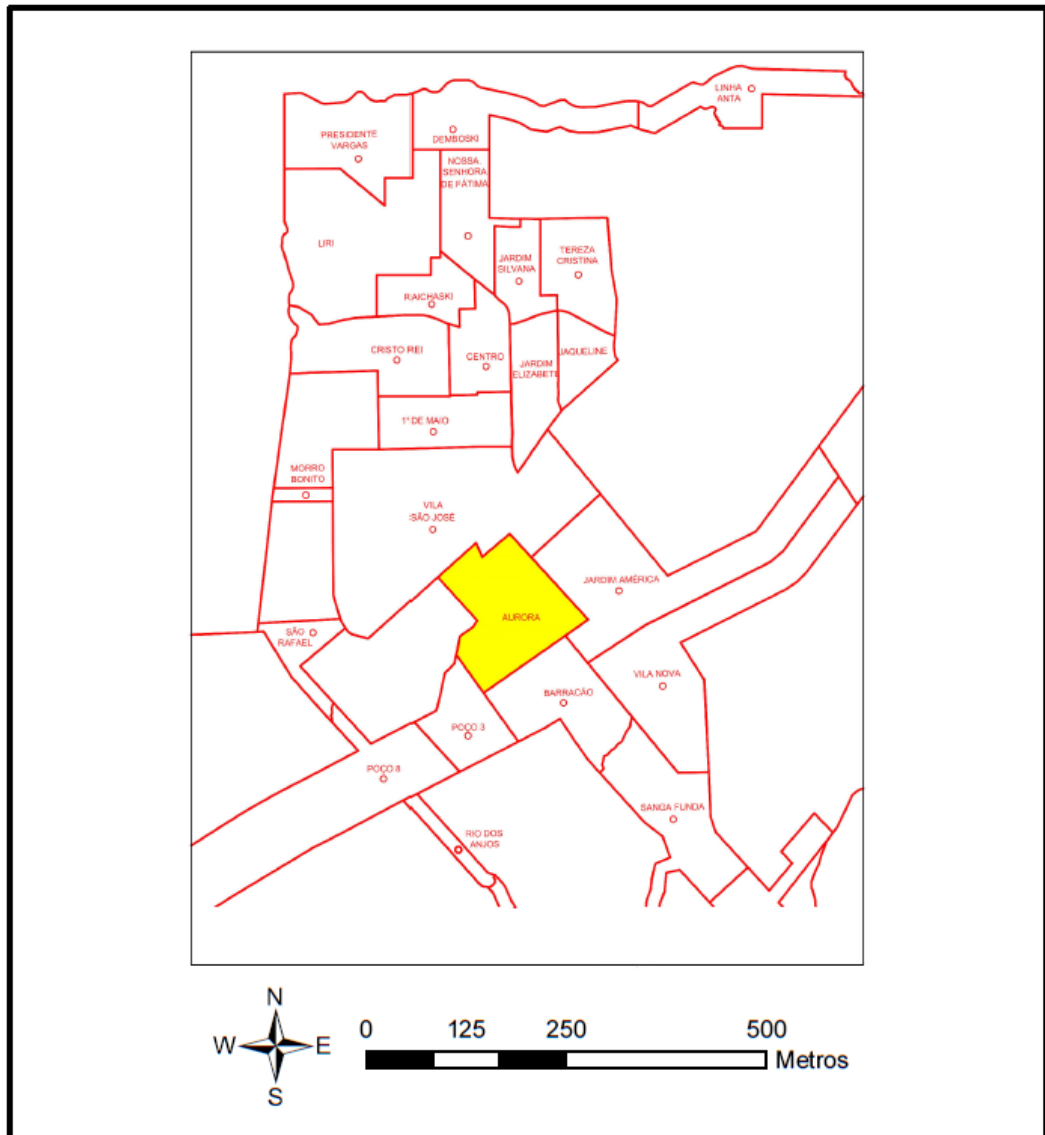 LINHA
ANTA
PRESIDENTE
VARGAS
DEMBOSKI
NOSSA
SENHORA
DE FÁTIMA
LIRI
JARDIM
SILVANA
TEREZA
CRISTINA
RAICHASKI
CRISTO REI
CENTRO
JARDIM
ELIZABETE
JAQUELINE
1º DE MAIO
MORRO
BONITO
VILA
SÃO JOSÉ
JARDIM AMÉRICA
AURORA
SÃO
RAFAEL
VILA NOVA
BARRACÃO
POÇO 3
POÇO 8
SANGA FUNDA
RIO DOS
ANJOS
N
W
E
S
0 125 250 500
Metros